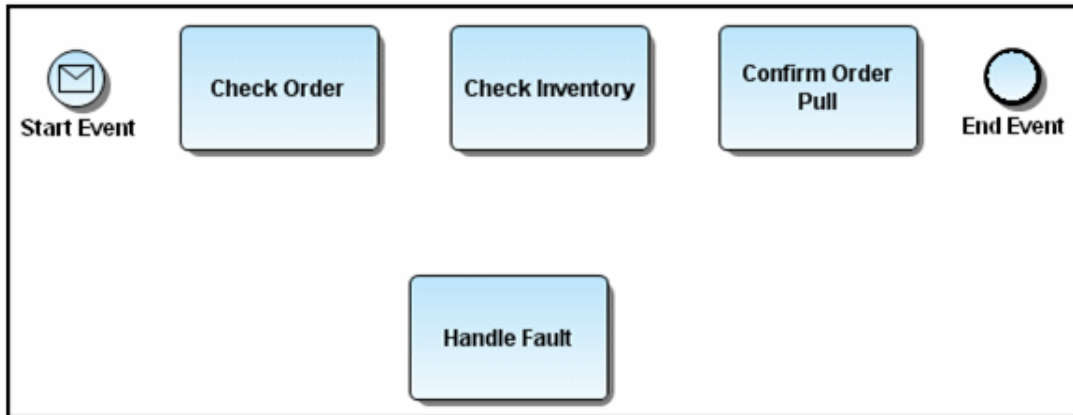 Start Event
Check Order
Check Inventory
Confirm Order
Pull
End Event
Handle Fault